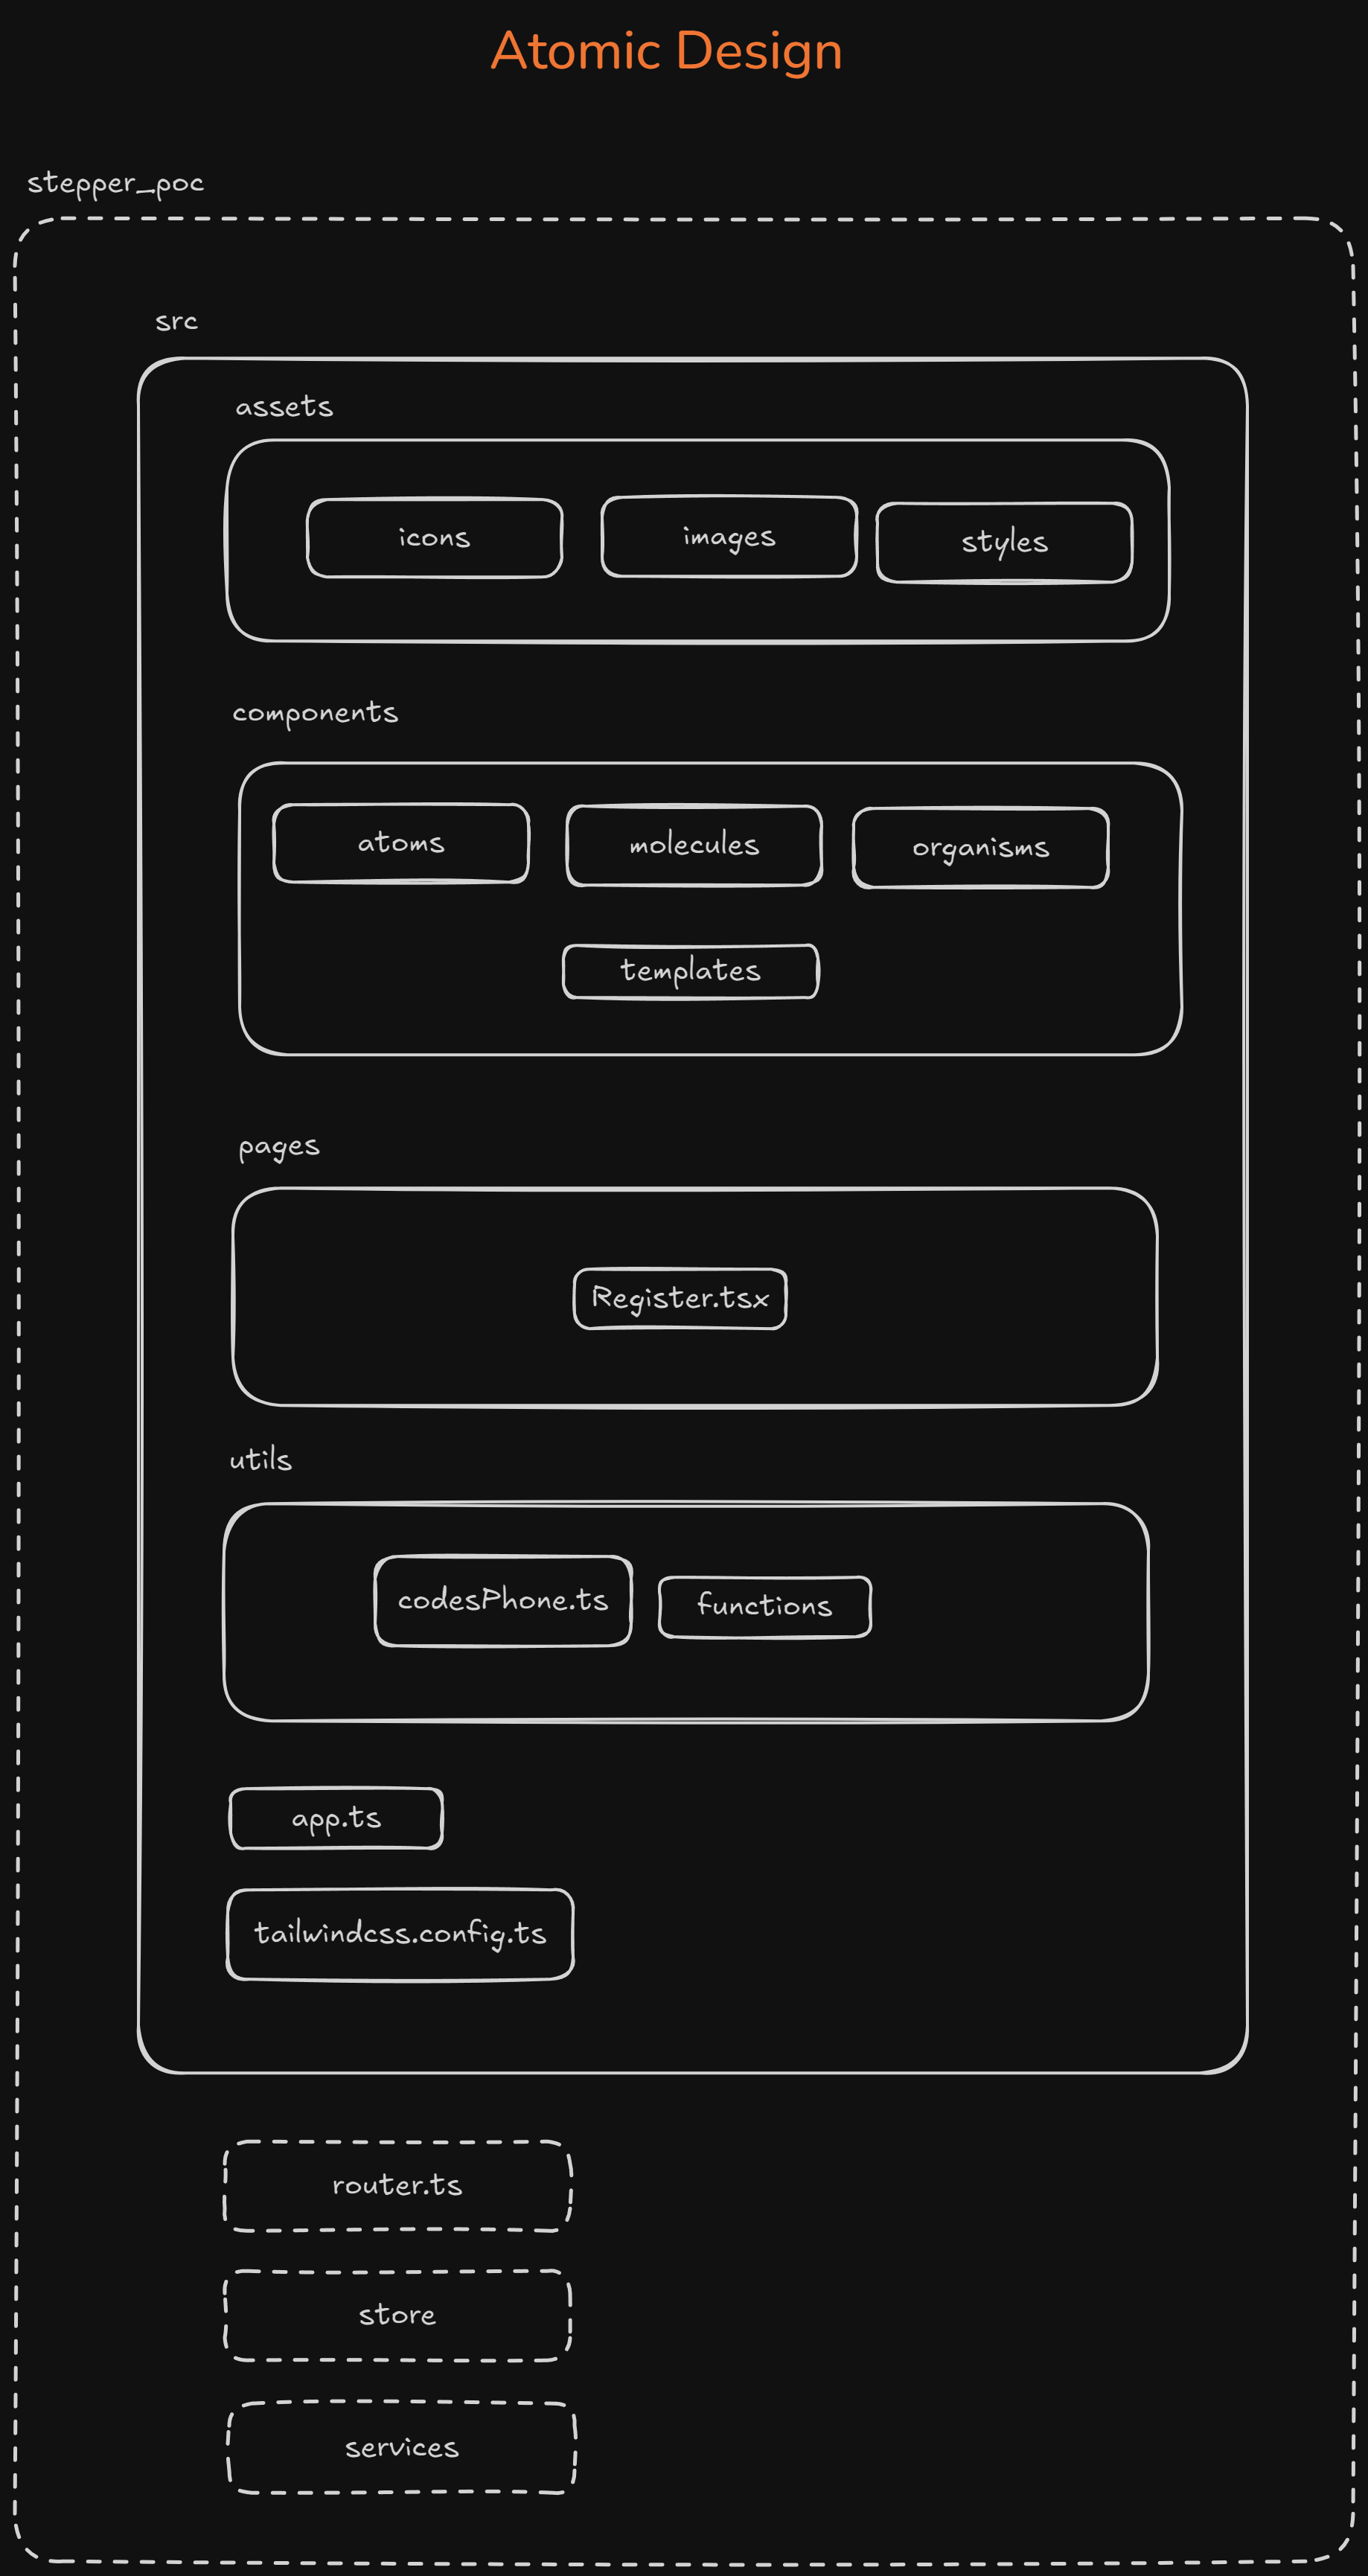 Atomic Design
stepper_poc
src
assets
icons
images
styles
components
atoms
molecules
organisms
templates
pages
Register.tsx
utils
codesPhone.ts
functions
app.ts
tailwindcss.config.ts
router.ts
store
services